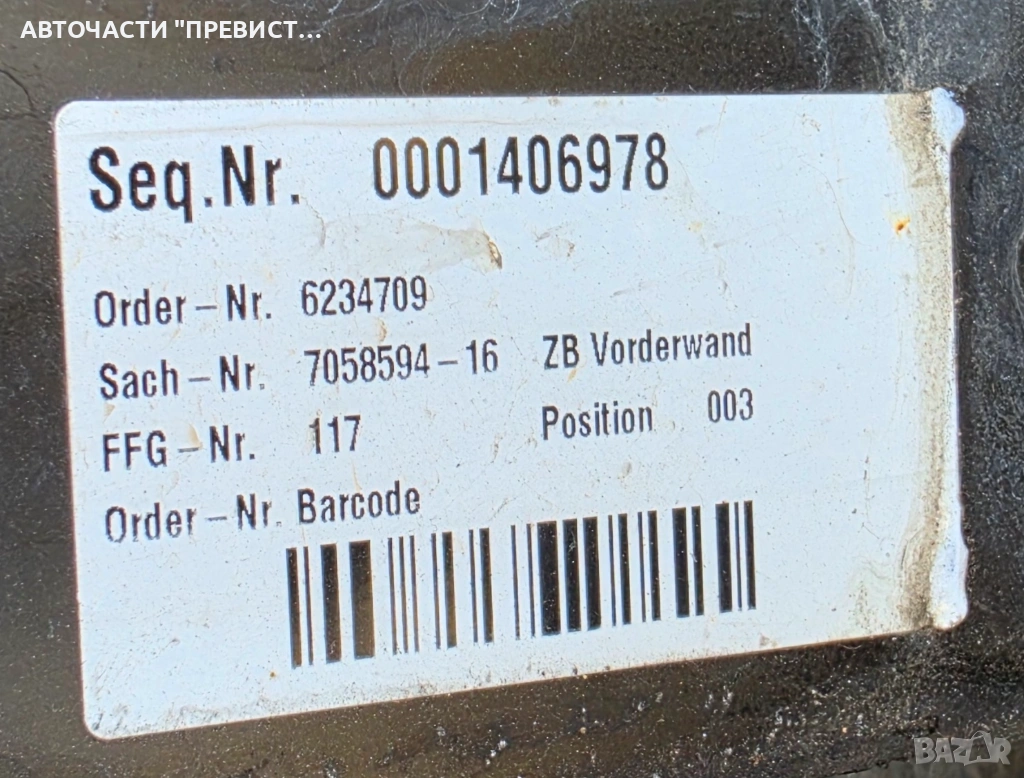 АВТОЧАСТИ "ПРЕВИСТ...
Seq.Nr. 0001406978
Order-Nr. 6234709
Sach-Nr. 7058594-16 ZB Vorderwand
FFG-Nr. 117 Position 003
Order-Nr. Barcode
BAZAR